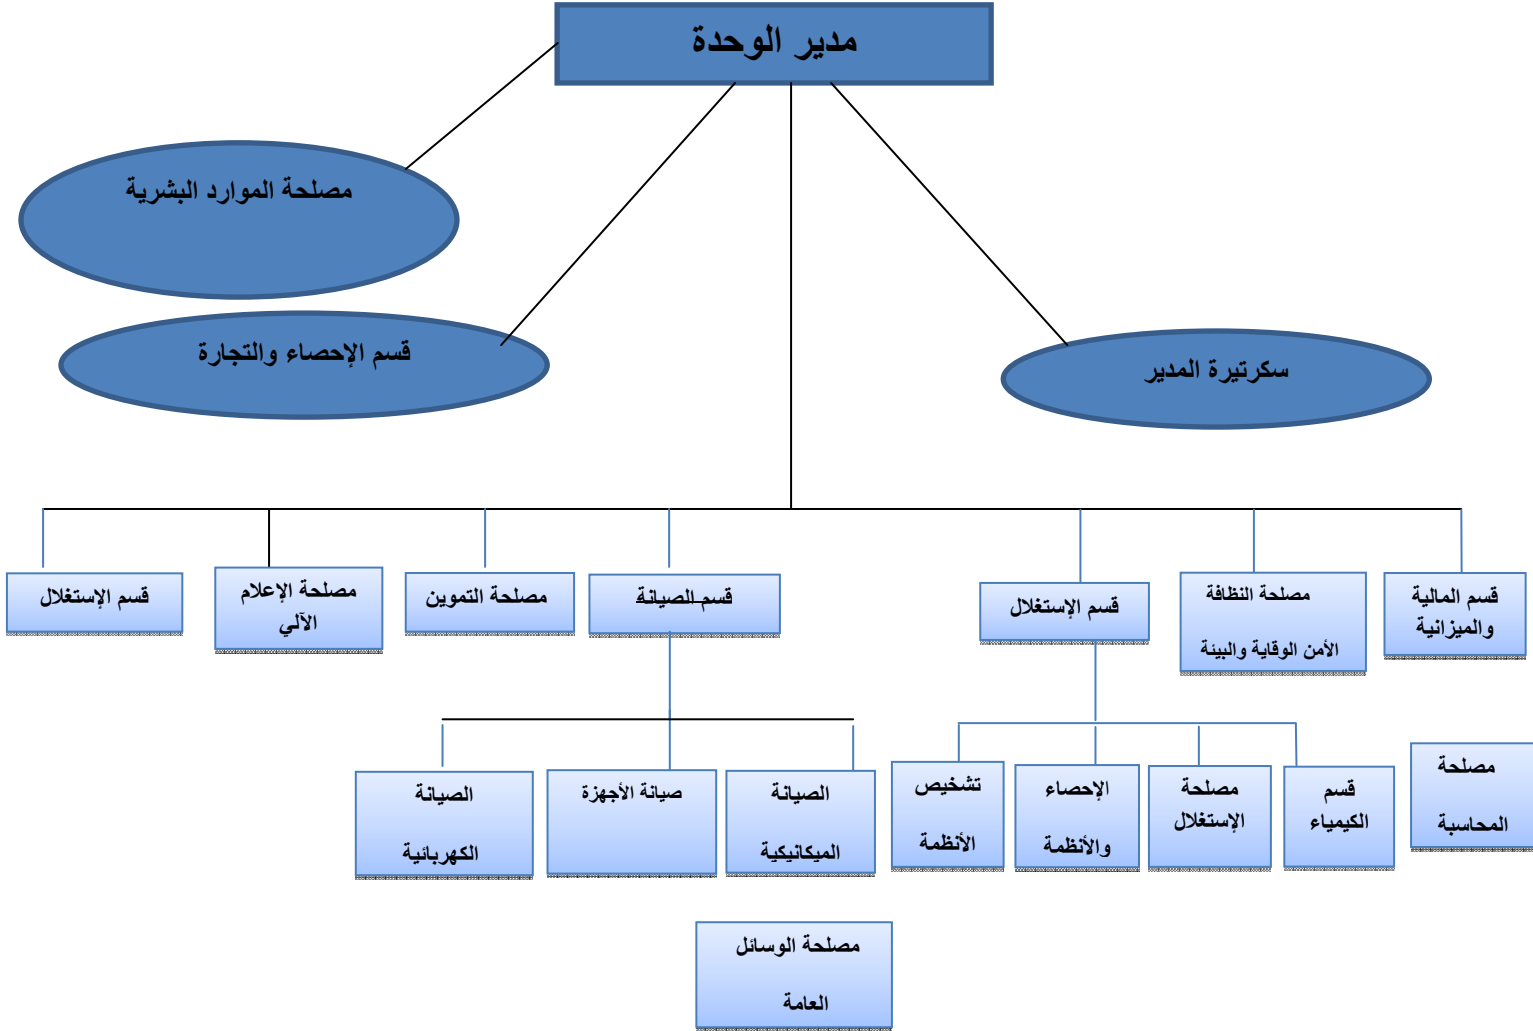 مدير الوحدة
مصلحة الموارد البشرية
قسم الإحصاء والتجارة
سكرتيرة المدير
قسم المالية
والميزانية
مصلحة النظافة
الأمن الوقاية والبيئة
قسم الإستغلال
قسم الصيانة
مصلحة التموين
مصلحة الإعلام
الآلي
قسم الإستغلال
مصلحة
المحاسبة
قسم
الكيمياء
مصلحة
الإستغلال
الإحصاء
والأنظمة
تشخيص
الأنظمة
الصيانة
الميكانيكية
صيانة الأجهزة
الصيانة
الكهربائية
مصلحة الوسائل
العامة